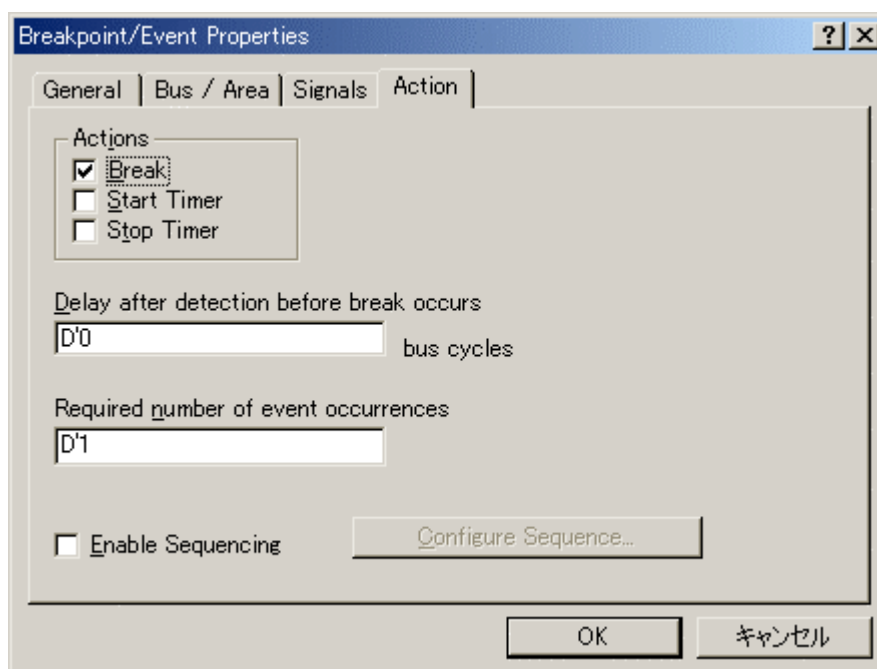 Breakpoint/Event Properties
General Bus / Area Signals Action
Actions
Break
Start Timer
Stop Timer
Delay after detection before break occurs
D'0
bus cycles
Required number of event occurrences
D'1
Enable Sequencing
Configure Sequence...
OK キャンセル